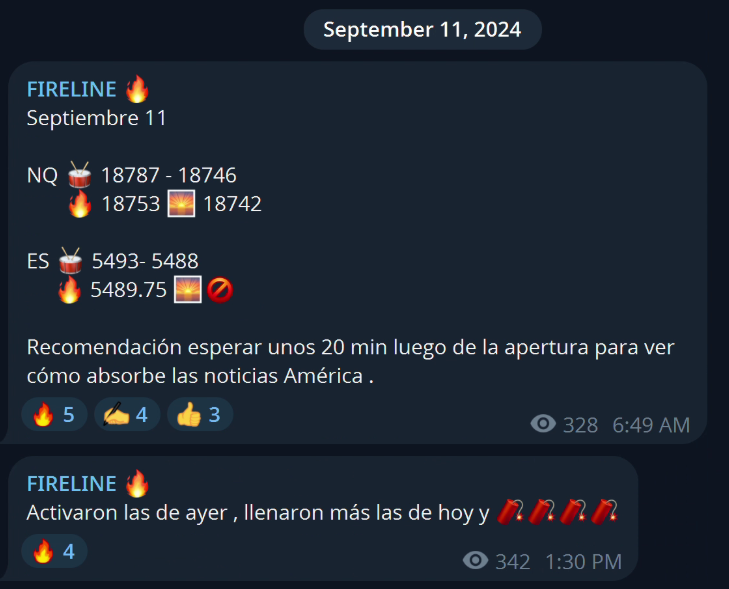 September 11, 2024
FIRELINE 🔥
Septiembre 11
NQ 🥁 18787 - 18746
🔥 18753 🌅 18742
ES 🥁 5493- 5488
🔥 5489.75 🌅 🚫
Recomendación esperar unos 20 min luego de la apertura para ver
cómo absorbe las noticias América .
🔥 5 ✍️ 4 👍 3
328 6:49 AM
FIRELINE 🔥
Activaron las de ayer , llenaron más las de hoy y 🧨🧨🧨🧨
🔥 4
342 1:30 PM